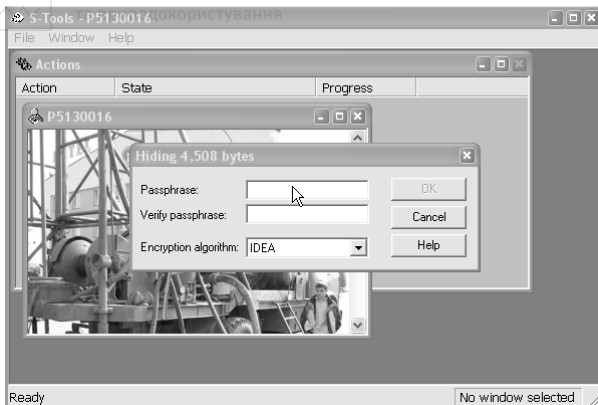 S-Tools - P5130016
окористування
File Window Help
Actions
Action State Progress
P5130016
Hiding 4,508 bytes
Passphrase:
OK
Verify passphrase:
Cancel
Encryption algorithm: IDEA
Help
Ready
No window selected